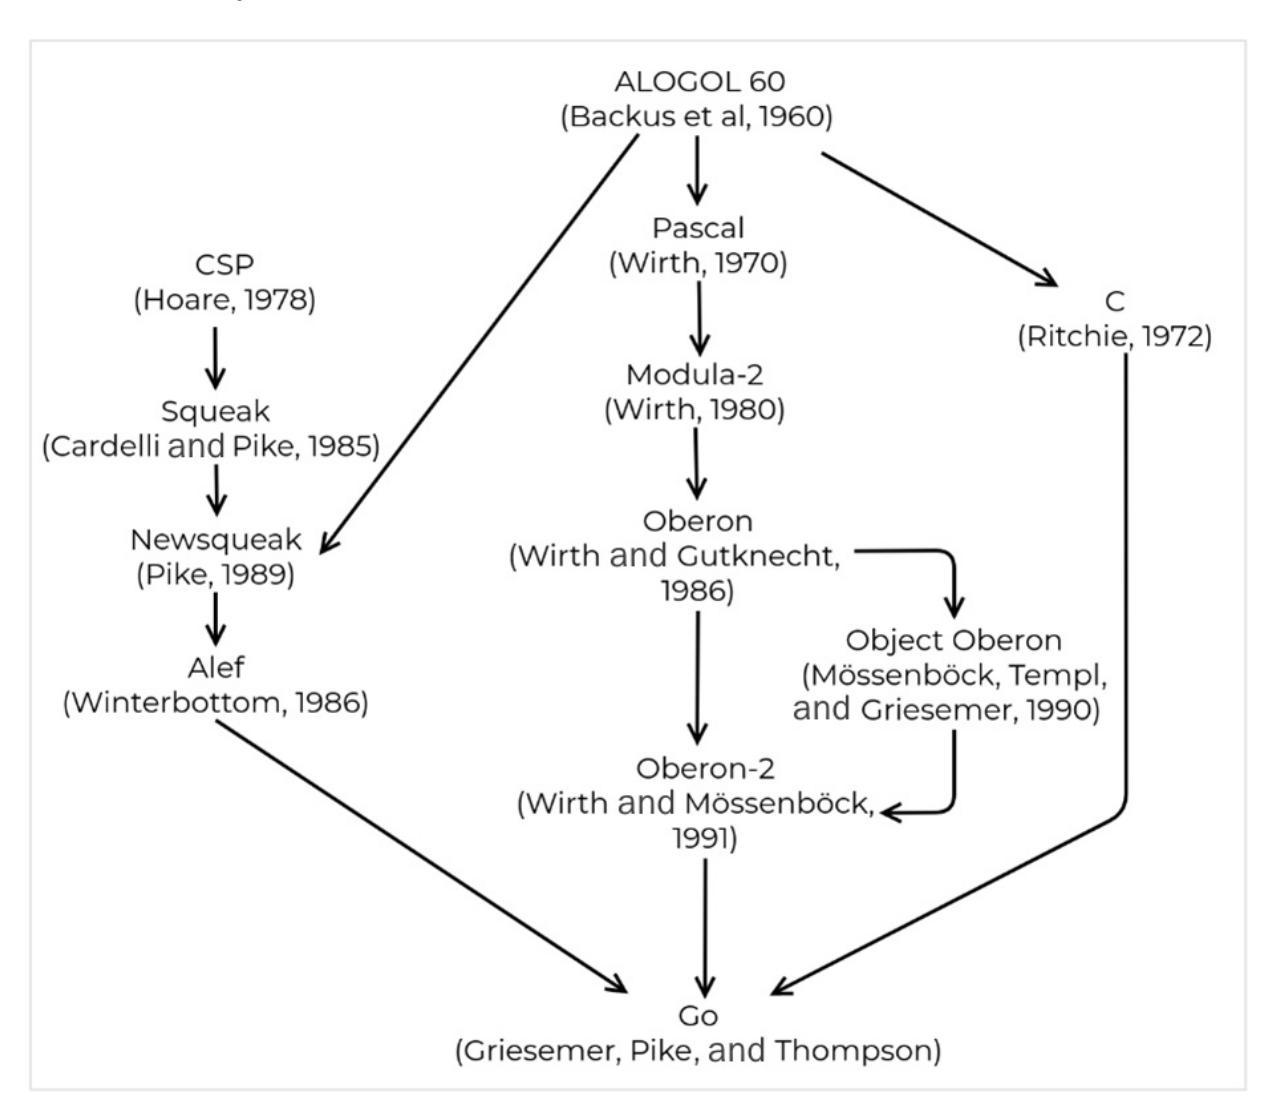 ALOGOL 60
(Backus et al, 1960)
Pascal
(Wirth, 1970)
CSP
(Hoare, 1978)
C
(Ritchie, 1972)
Modula-2
(Wirth, 1980)
Squeak
(Cardelli and Pike, 1985)
Oberon
(Wirth and Gutknecht,
1986)
Newsqueak
(Pike, 1989)
Object Oberon
(Mössenböck, Templ,
and Griesemer, 1990)
Alef
(Winterbottom, 1986)
Oberon-2
(Wirth and Mössenböck,
1991)
Go
(Griesemer, Pike, and Thompson)